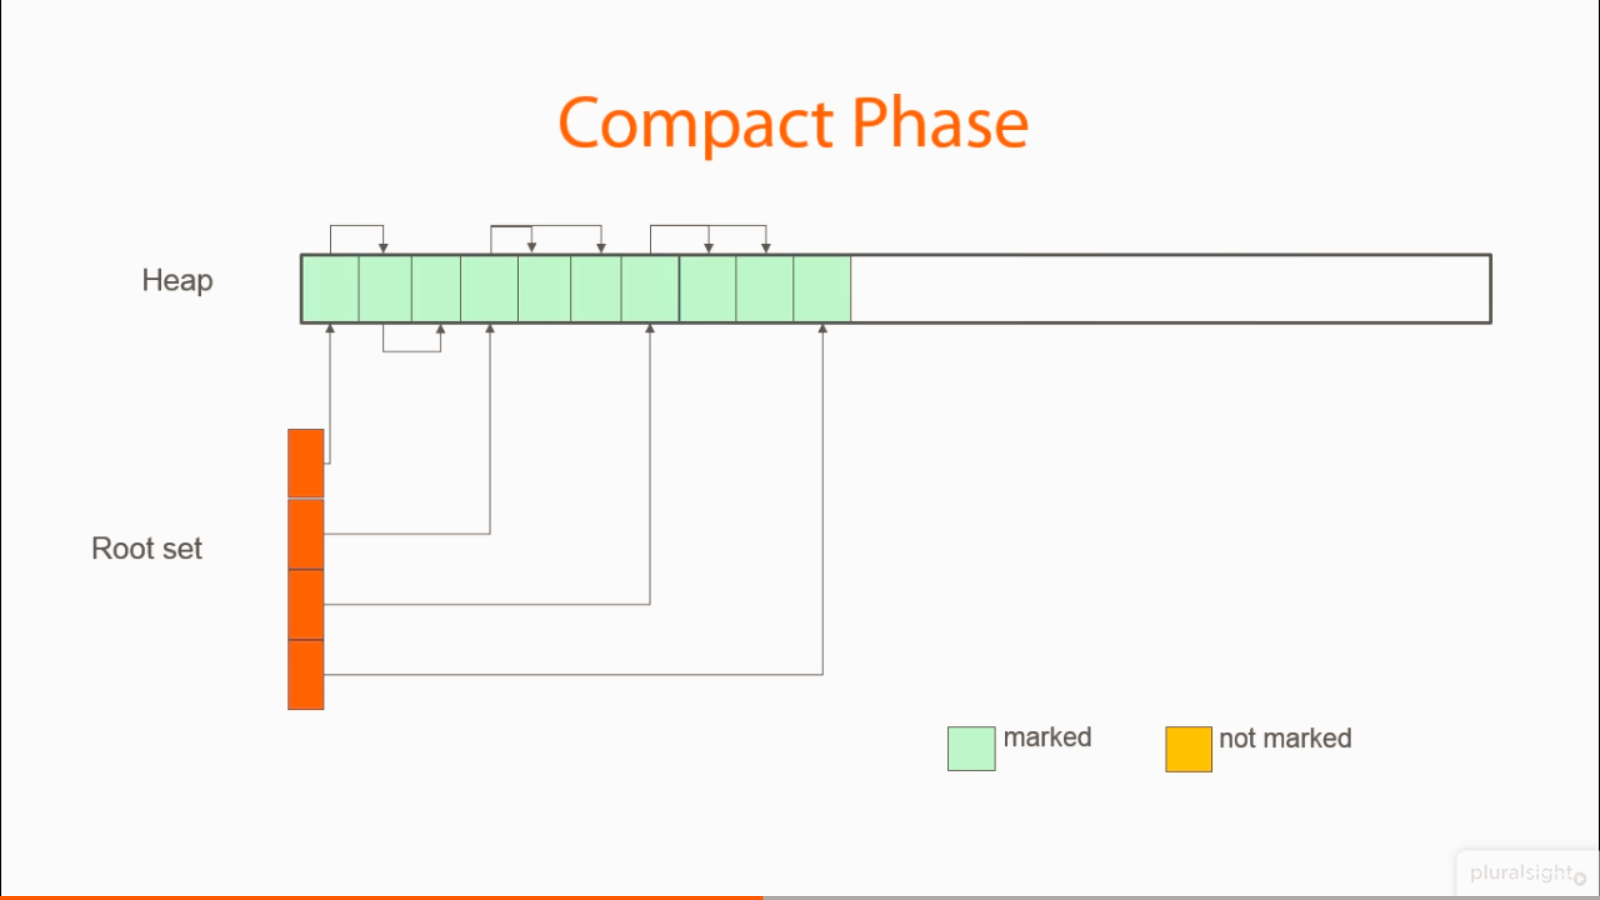 Compact Phase
Heap
Root set
marked
not marked
pluralsight